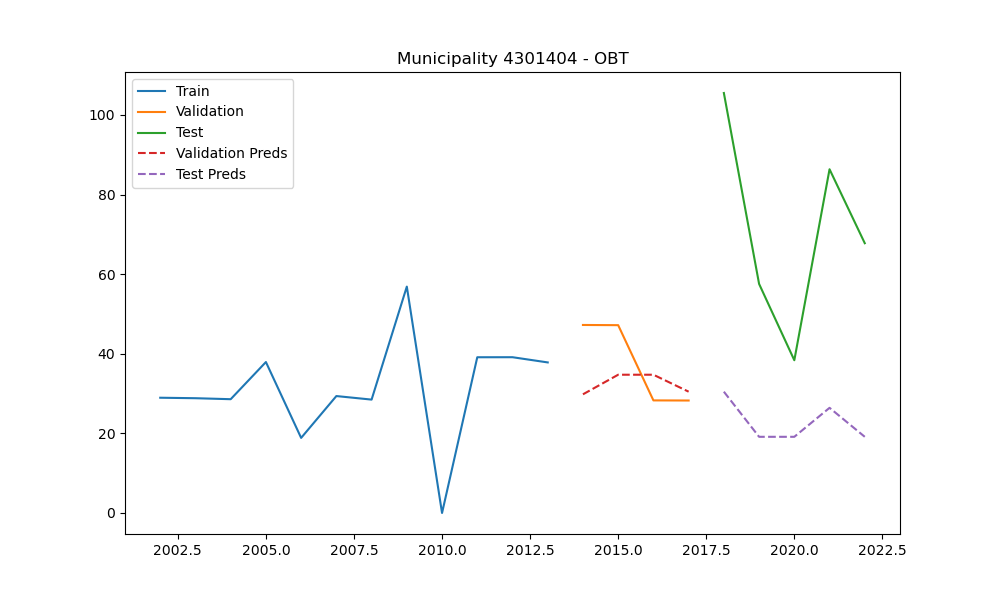 Municipality 4301404 - OBT
Train
Validation
Test
Validation Preds
Test Preds
100
80
60
40
20
0
2002.5 2005.0 2007.5 2010.0 2012.5 2015.0 2017.5 2020.0 2022.5